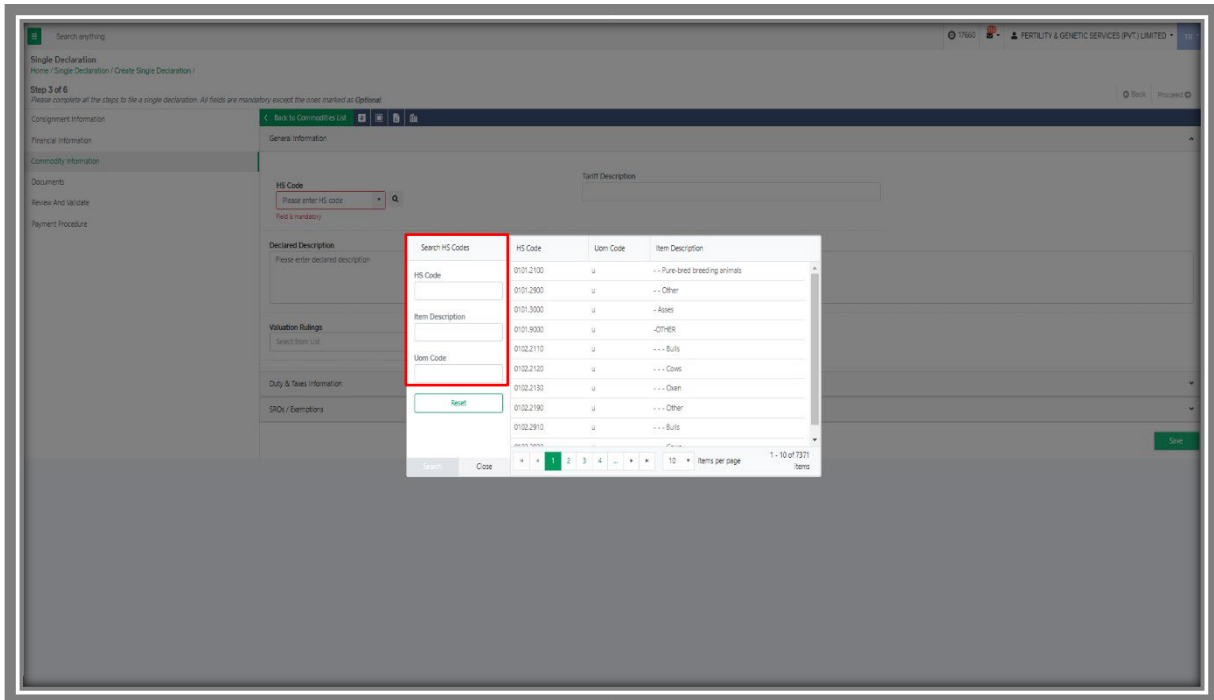 Search anything
17660
FERTILITY & GENETIC SERVICES (PVT.) LIMITED
TR
Single Declaration
Home / Single Declaration / Create Single Declaration /
Step 3 of 6
Please complete all the steps to file a single declaration. All fields are mandatory except the ones marked as Optional.
Back Proceed
Consignment Information
Financial Information
Commodity Information
Documents
Review And Validate
Payment Procedure
Back to Commodities List
General Information
HS Code
Please enter HS code
Field is mandatory
Tariff Description
Declared Description
Please enter declared description
Valuation Rulings
Select from List
Duty & Taxes Information
SROs / Exemptions
Save
Search HS Codes
HS Code
Item Description
Uom Code
Reset
Search Close
HS Code Uom Code Item Description
0101.2100 u - - Pure-bred breeding animals
0101.2900 u - - Other
0101.3000 u - Asses
0101.9000 u -OTHER
0102.2110 u - - - Bulls
0102.2120 u - - - Cows
0102.2130 u - - - Oxen
0102.2190 u - - - Other
0102.2910 u - - - Bulls
1 2 3 4 ... 10 items per page
1 - 10 of 7371 items